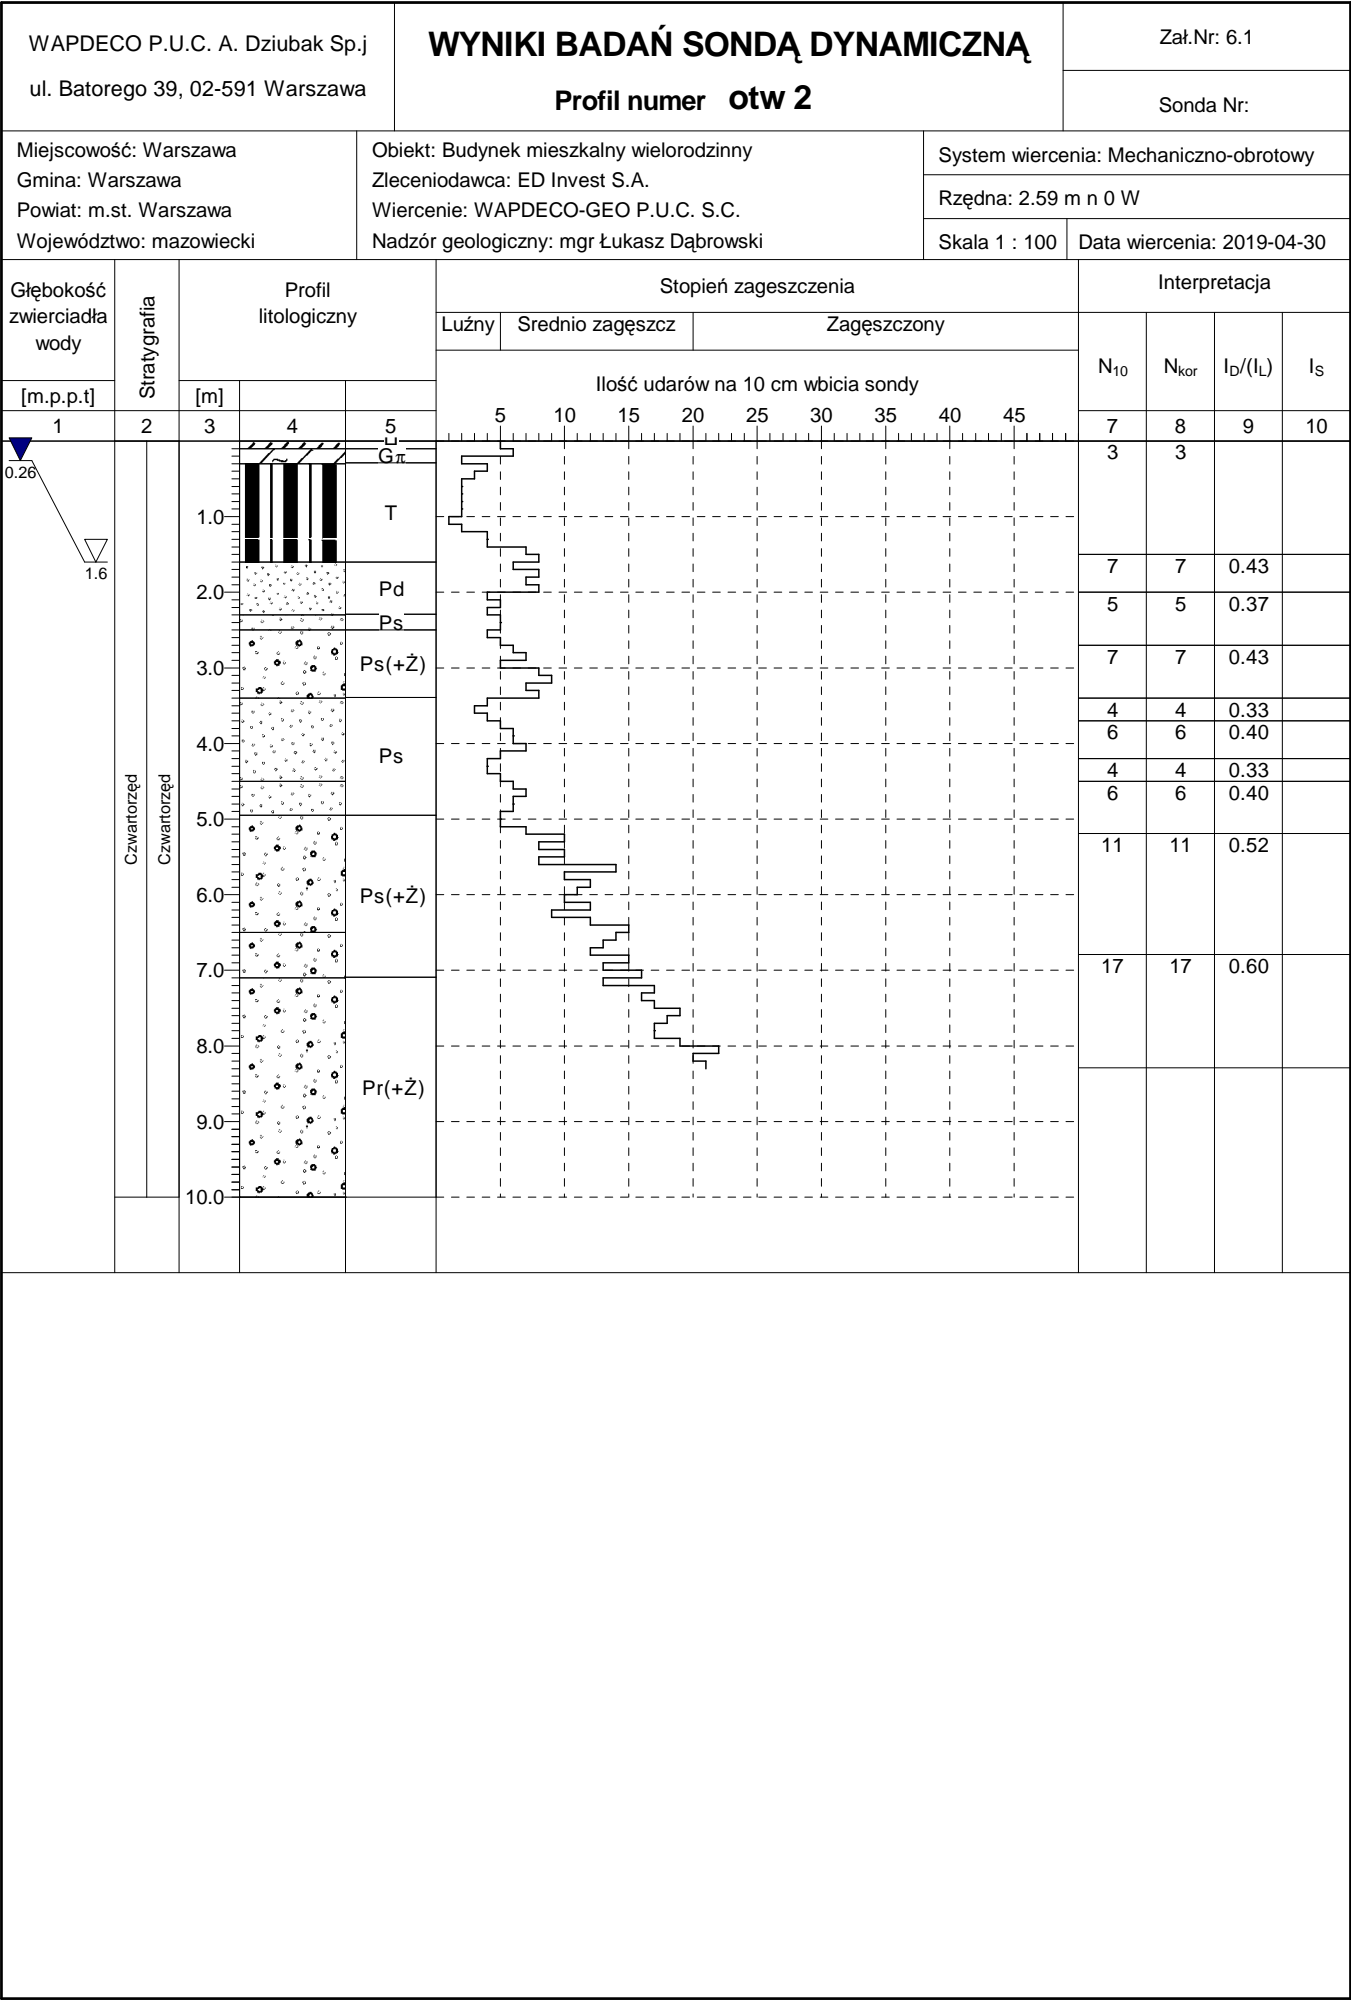 WAPDECO P.U.C. A. Dziubak Sp.j
ul. Batorego 39, 02-591 Warszawa
WYNIKI BADAŃ SONDĄ DYNAMICZNĄ
Profil numer otw 2
Zał.Nr: 6.1
Sonda Nr:
Miejscowość: Warszawa
Gmina: Warszawa
Powiat: m.st. Warszawa
Województwo: mazowiecki
Obiekt: Budynek mieszkalny wielorodzinny
Zleceniodawca: ED Invest S.A.
Wiercenie: WAPDECO-GEO P.U.C. S.C.
Nadzór geologiczny: mgr Łukasz Dąbrowski
System wiercenia: Mechaniczno-obrotowy
Rzędna: 2.59 m n 0 W
Skala 1 : 100
Data wiercenia: 2019-04-30
Głębokość
zwierciadła
wody
[m.p.p.t]
Stratygrafia
Profil
litologiczny
[m]
Stopień zageszczenia
Luźny
Srednio zagęszcz
Zagęszczony
Ilość udarów na 10 cm wbicia sondy
5 10 15 20 25 30 35 40 45
Interpretacja
N10
Nkor
ID/(IL)
IS
1 2 3 4 5 7 8 9 10
0.26
1.6
Czwartorzęd
Czwartorzęd
1.0
2.0
3.0
4.0
5.0
6.0
7.0
8.0
9.0
10.0
Gπ
T
Pd
Ps
Ps(+Ż)
Ps
Ps(+Ż)
Pr(+Ż)
3 3
7 7 0.43
5 5 0.37
7 7 0.43
4 4 0.33
6 6 0.40
4 4 0.33
6 6 0.40
11 11 0.52
17 17 0.60